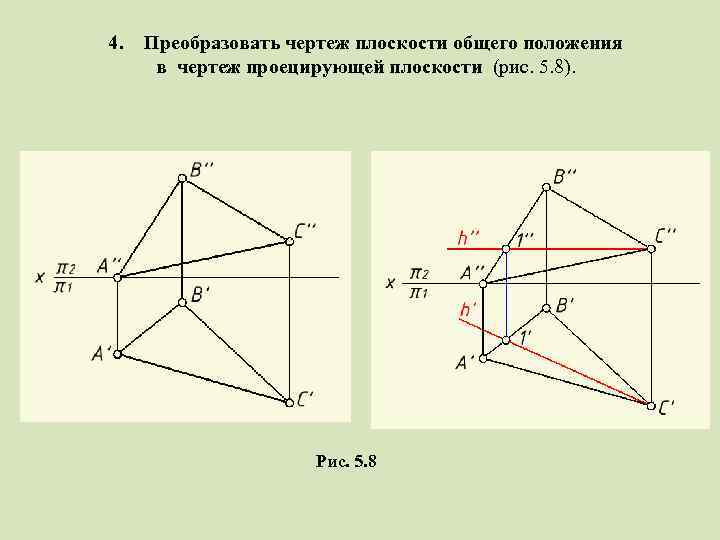 4. Преобразовать чертеж плоскости общего положения
в чертеж проецирующей плоскости (рис. 5.8).
B″
C″
x π2/π1
A″
B′
A′
C′
B″
h″
1″
C″
x π2/π1
A″
h′
B′
1′
A′
C′
Рис. 5.8